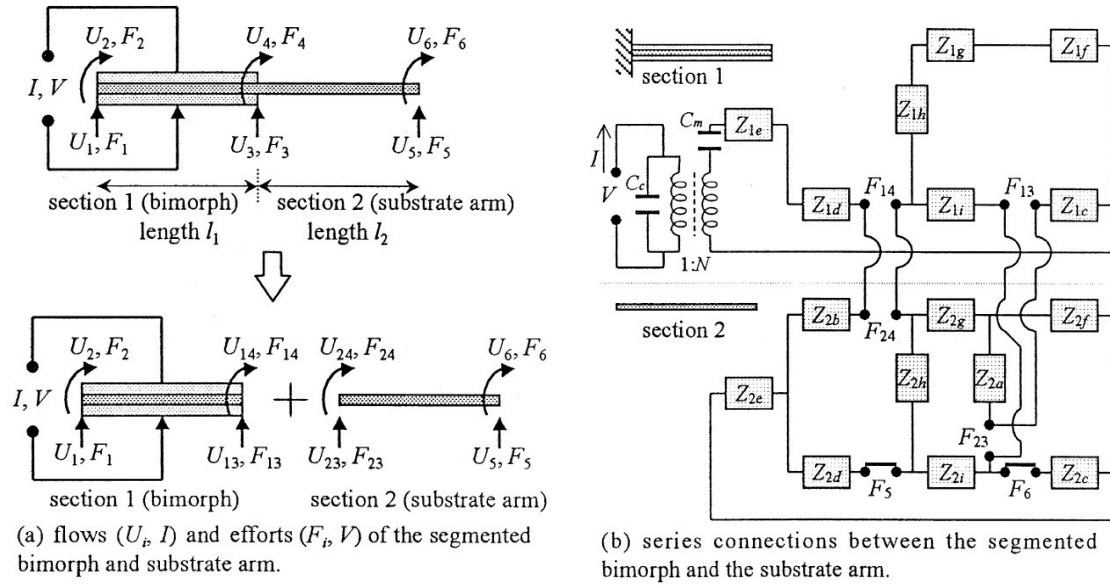 U2, F2
U4, F4
U6, F6
I, V
U1, F1
U3, F3
U5, F5
section 1 (bimorph)
length l1
section 2 (substrate arm)
length l2
U2, F2
U14, F14
U24, F24
U6, F6
I, V
U1, F1
U13, F13
U23, F23
U5, F5
section 1 (bimorph)
section 2 (substrate arm)
(a) flows (Ui, I) and efforts (Fi, V) of the segmented
bimorph and substrate arm.
section 1
Z1g
Z1f
Z1h
Cm
Z1e
I
V
Cc
1:N
Z1d
F14
Z1i
F13
Z1c
section 2
Z2b
F24
Z2g
Z2f
Z2h
Z2a
Z2e
F23
Z2d
F5
Z2i
F6
Z2c
(b) series connections between the segmented
bimorph and the substrate arm.